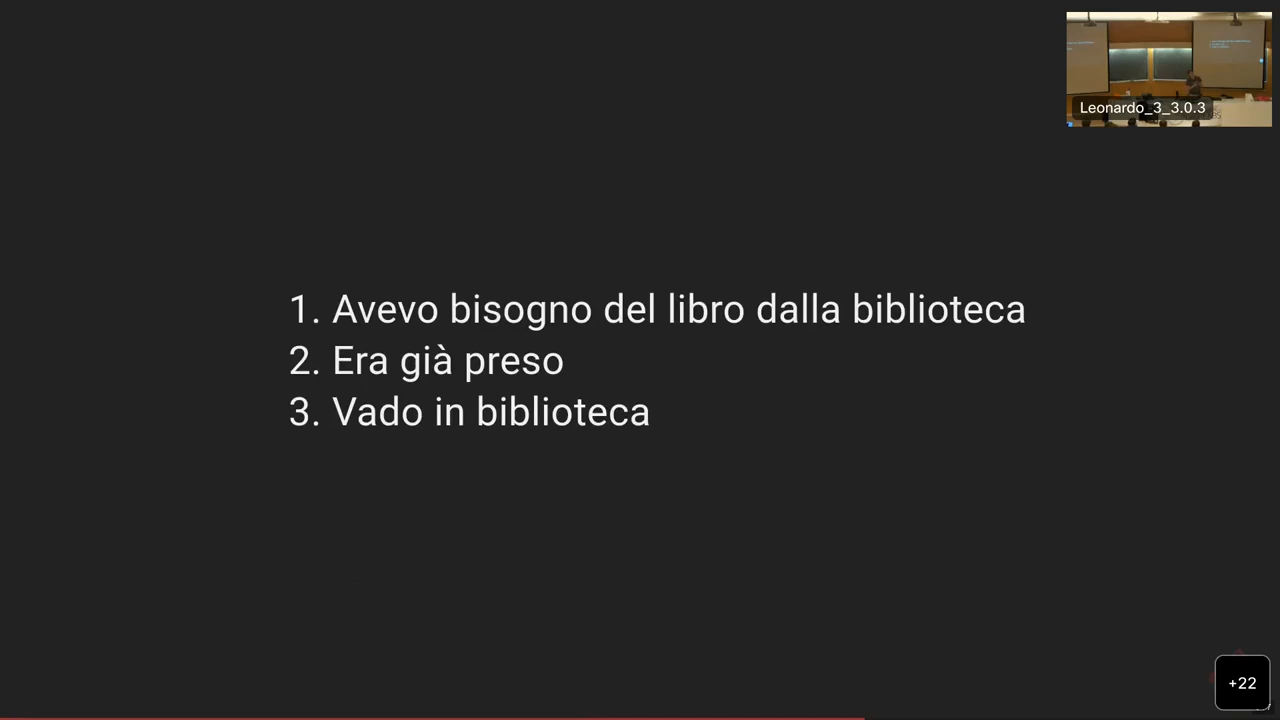 Leonardo_3_3.0.3
1. Avevo bisogno del libro dalla biblioteca
2. Era già preso
3. Vado in biblioteca
+22